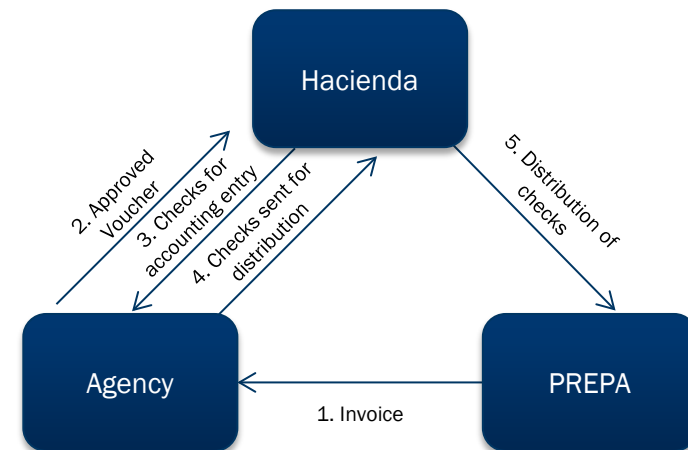 Hacienda
2. Approved
Voucher
3. Checks for
accounting entry
4. Checks sent for
distribution
5. Distribution of
checks
Agency
PREPA
1. Invoice